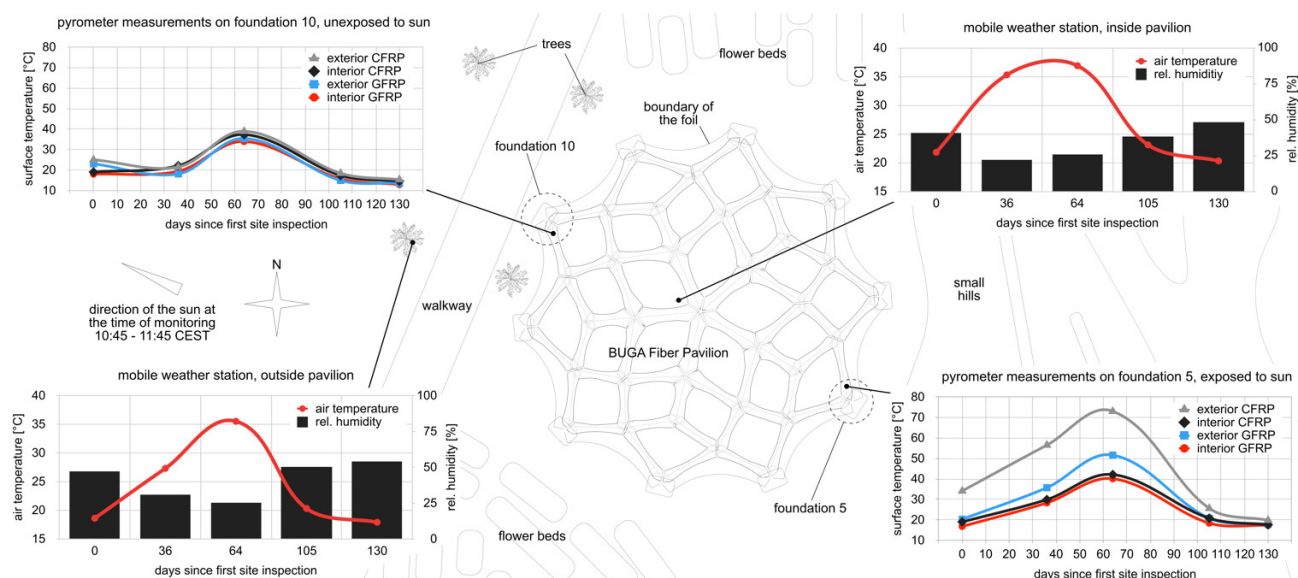 pyrometer measurements on foundation 10, unexposed to sun
surface temperature [°C]
80
70
60
50
40
30
20
10
exterior CFRP
interior CFRP
exterior GFRP
interior GFRP
0 10 20 30 40 50 60 70 80 90 100 110 120 130
days since first site inspection
trees
flower beds
boundary of
the foil
foundation 10
mobile weather station, inside pavilion
air temperature [°C]
40
35
30
25
20
15
air temperature
rel. humiditiy
100
75
50
25
0
rel. humidity [%]
0 36 64 105 130
days since first site inspection
direction of the sun at
the time of monitoring
10:45 - 11:45 CEST
N
walkway
BUGA Fiber Pavilion
small
hills
mobile weather station, outside pavilion
air temperature [°C]
40
35
30
25
20
15
air temperature
rel. humidity
100
75
50
25
0
rel. humidity [%]
0 36 64 105 130
days since first site inspection
flower beds
foundation 5
pyrometer measurements on foundation 5, exposed to sun
surface temperature [°C]
80
70
60
50
40
30
20
10
exterior CFRP
interior CFRP
exterior GFRP
interior GFRP
0 10 20 30 40 50 60 70 80 90 100 110 120 130
days since first site inspection